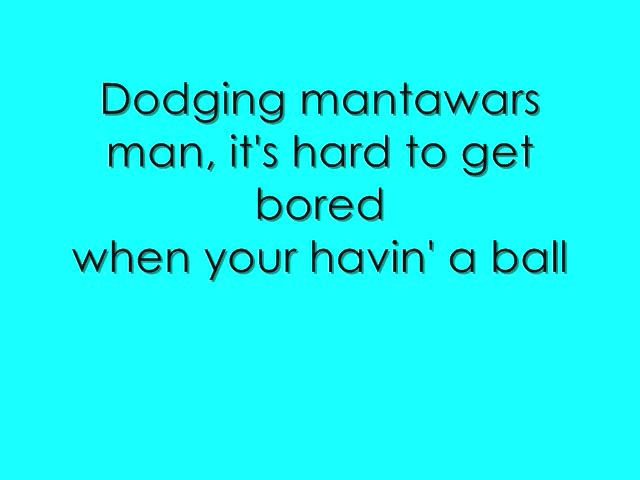 Dodging mantawars
man, it's hard to get
bored
when your havin' a ball